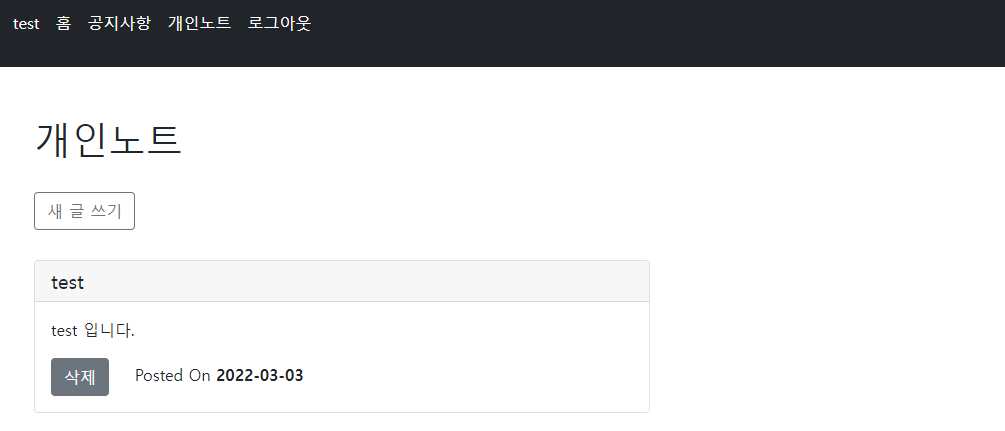 test 홈 공지사항 개인노트 로그아웃
개인노트
새 글 쓰기
test
test 입니다.
삭제 Posted On 2022-03-03